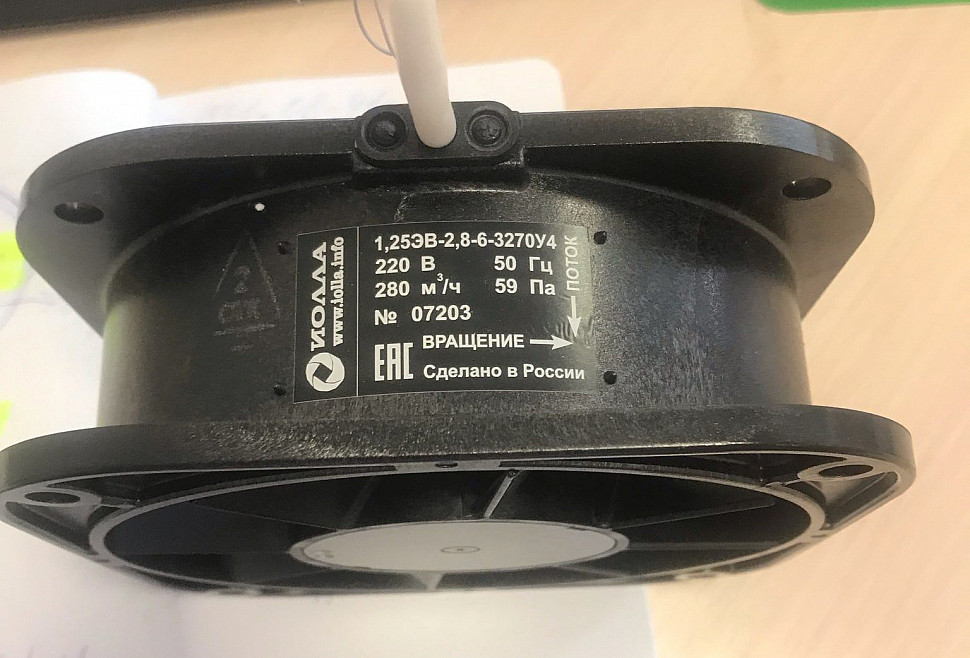 ИОЛЛА
www.iolla.info
1,25ЭВ-2,8-6-3270У4
220 В 50 Гц
280 м³/ч 59 Па
№ 07203
ВРАЩЕНИЕ
ЕАС Сделано в России
ПОТОК